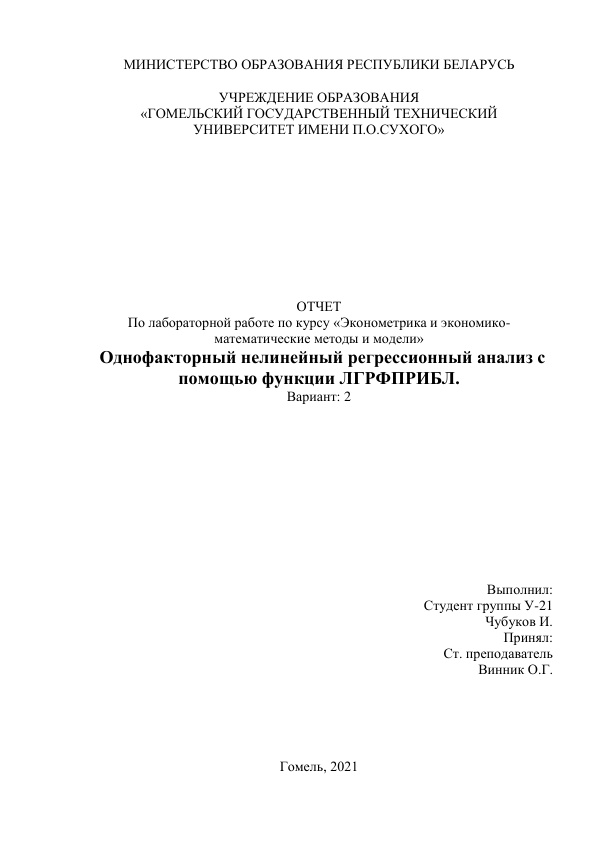 МИНИСТЕРСТВО ОБРАЗОВАНИЯ РЕСПУБЛИКИ БЕЛАРУСЬ
УЧРЕЖДЕНИЕ ОБРАЗОВАНИЯ
«ГОМЕЛЬСКИЙ ГОСУДАРСТВЕННЫЙ ТЕХНИЧЕСКИЙ
УНИВЕРСИТЕТ ИМЕНИ П.О.СУХОГО»
ОТЧЕТ
По лабораторной работе по курсу «Эконометрика и экономико-
математические методы и модели»
Однофакторный нелинейный регрессионный анализ с
помощью функции ЛГРФПРИБЛ.
Вариант: 2
Выполнил:
Студент группы У-21
Чубуков И.
Принял:
Ст. преподаватель
Винник О.Г.
Гомель, 2021